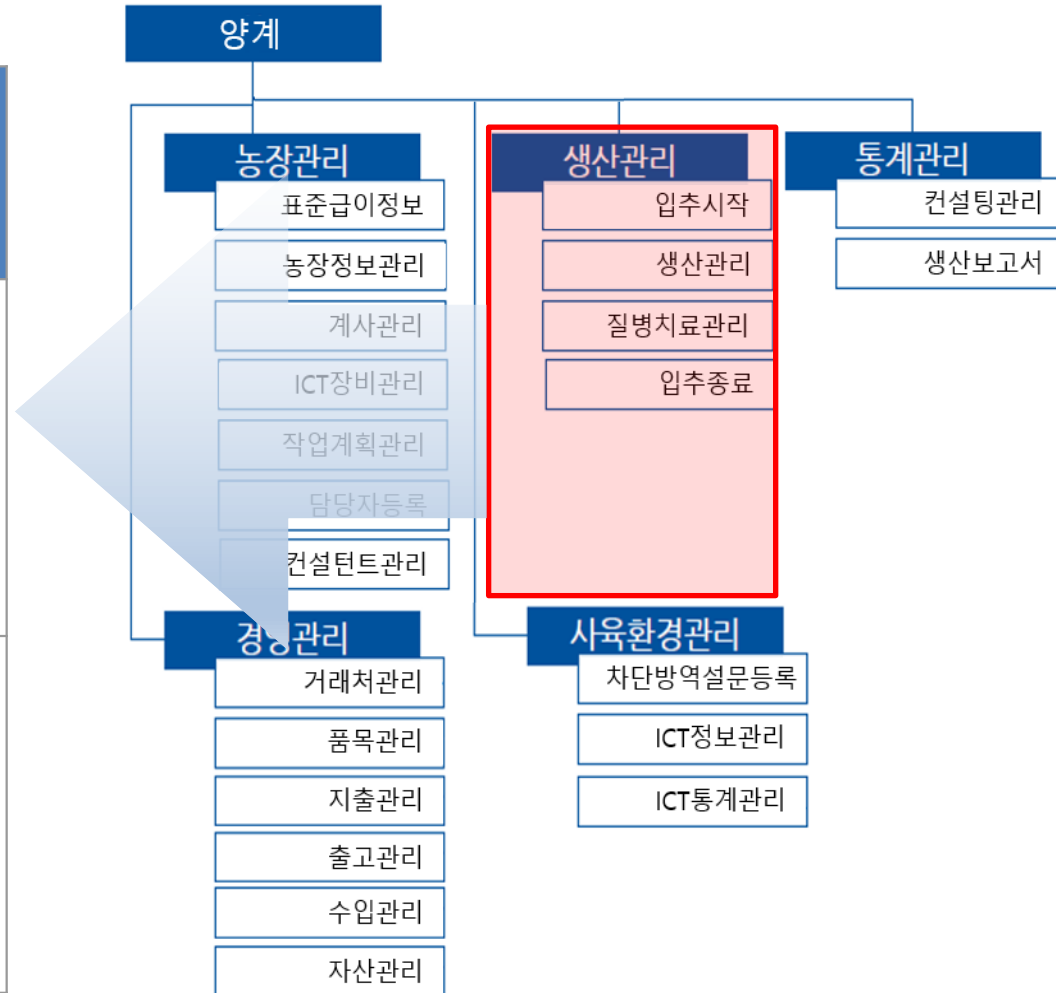 양계
농장관리
표준급이정보
농장정보관리
계사관리
ICT장비관리
작업계획관리
담당자등록
컨설턴트관리
생산관리
입추시작
생산관리
질병치료관리
입추종료
통계관리
컨설팅관리
생산보고서
경영관리
거래처관리
품목관리
지출관리
출고관리
수입관리
자산관리
사육환경관리
차단방역설문등록
ICT정보관리
ICT통계관리